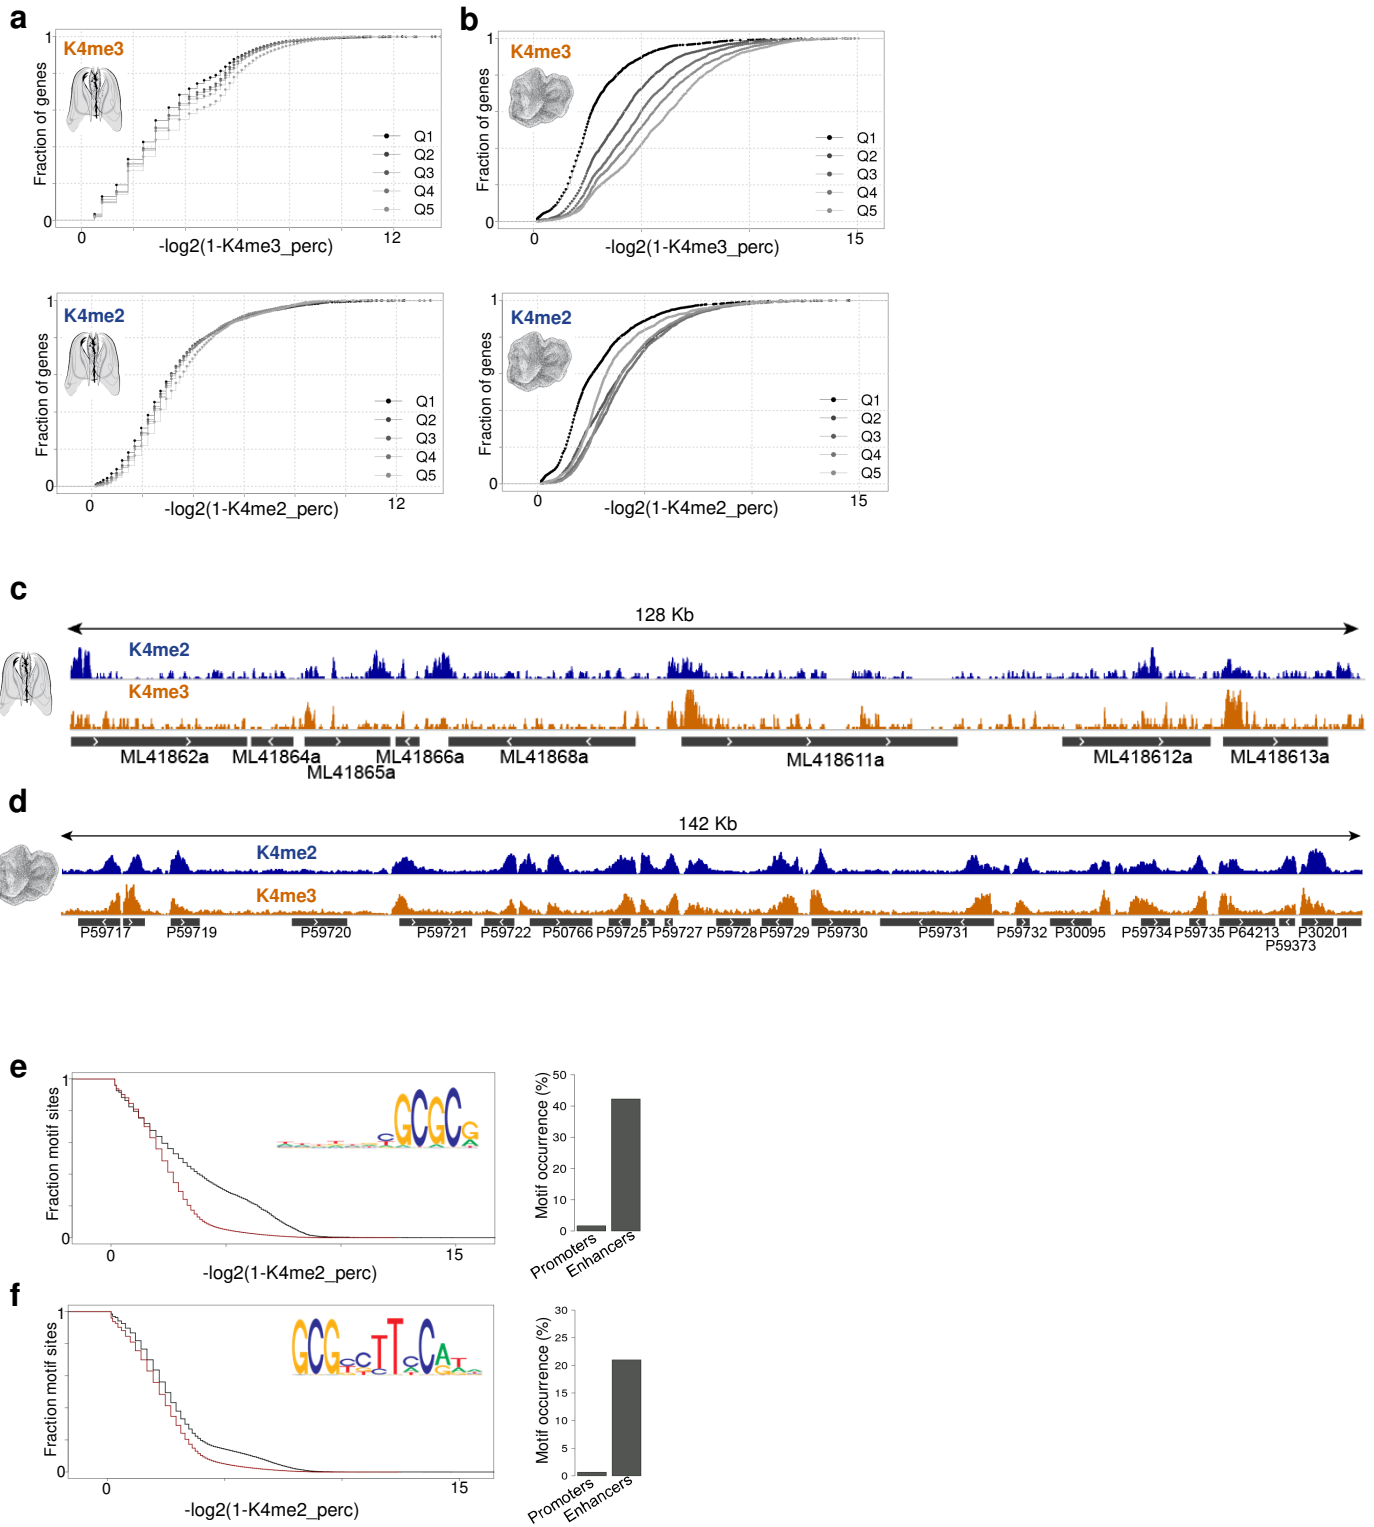 a
1
K4me3
Fraction of genes
Q1
Q2
Q3
Q4
Q5
0
0
12
-log2(1-K4me3_perc)
b
1
K4me3
Fraction of genes
Q1
Q2
Q3
Q4
Q5
0
0
15
-log2(1-K4me3_perc)
1
K4me2
Fraction of genes
Q1
Q2
Q3
Q4
Q5
0
0
12
-log2(1-K4me2_perc)
1
K4me2
Fraction of genes
Q1
Q2
Q3
Q4
Q5
0
0
15
-log2(1-K4me2_perc)
c
128 Kb
K4me2
K4me3
ML41862a ML41864a ML41866a ML41868a ML418611a ML418612a ML418613a
ML41865a
d
142 Kb
K4me2
K4me3
P59717 P59719 P59720 P59721 P59722 P50766 P59725 P59727 P59728 P59729 P59730 P59731 P59732 P30095 P59734 P59735 P64213 P30201
P59373
e
1
Fraction motif sites
GCGC
0
0
15
-log2(1-K4me2_perc)
Motif occurrence (%)
50
40
30
20
10
0
Promoters
Enhancers
f
1
Fraction motif sites
GCG TT CA
0
0
15
-log2(1-K4me2_perc)
Motif occurrence (%)
30
25
20
15
10
5
0
Promoters
Enhancers